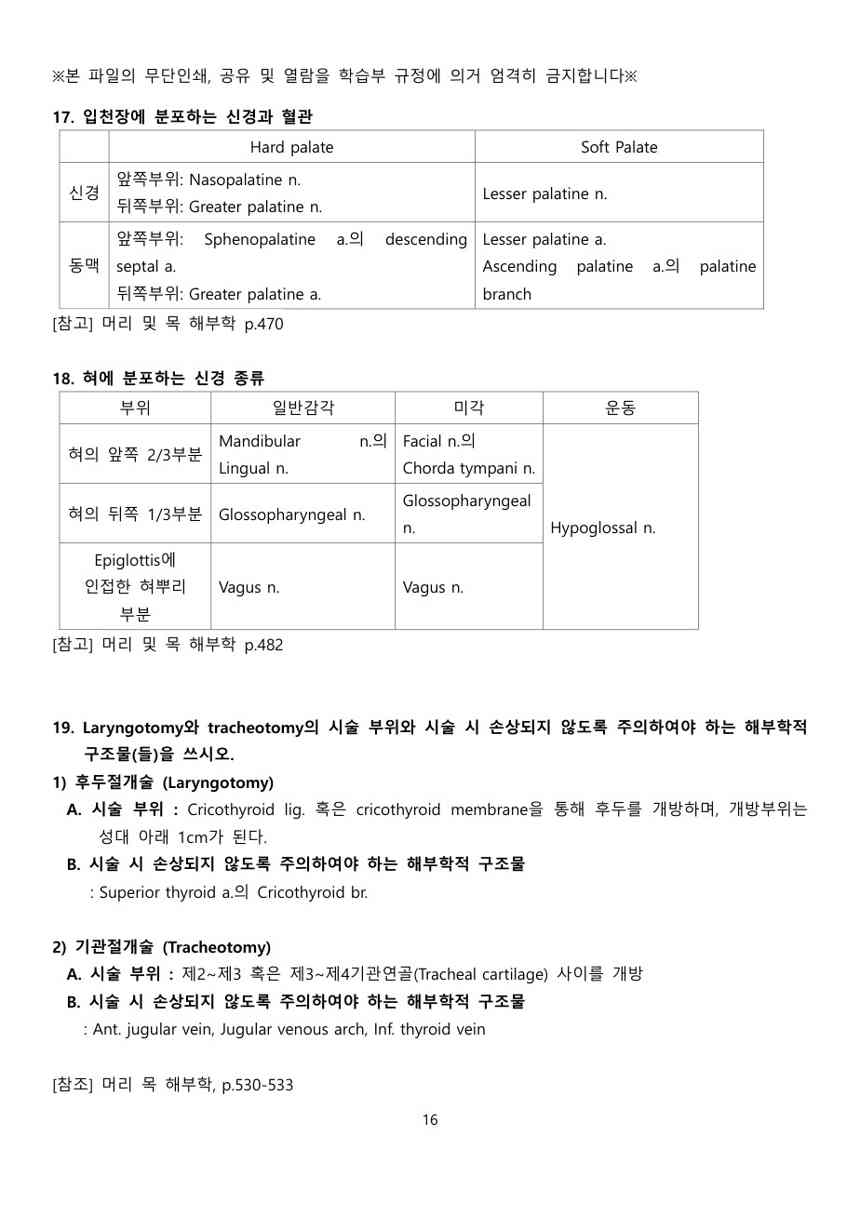 ※본 파일의 무단인쇄, 공유 및 열람을 학습부 규정에 의거 엄격히 금지합니다※
17. 입천장에 분포하는 신경과 혈관
Hard palate
Soft Palate
신경
앞쪽부위: Nasopalatine n.
뒤쪽부위: Greater palatine n.
Lesser palatine n.
동맥
앞쪽부위: Sphenopalatine a.의 descending
septal a.
뒤쪽부위: Greater palatine a.
Lesser palatine a.
Ascending palatine a.의 palatine
branch
[참고] 머리 및 목 해부학 p.470
18. 혀에 분포하는 신경 종류
부위
일반감각
미각
운동
혀의 앞쪽 2/3부분
Mandibular n.의
Lingual n.
Facial n.의
Chorda tympani n.
혀의 뒤쪽 1/3부분
Glossopharyngeal n.
Glossopharyngeal
n.
Hypoglossal n.
Epiglottis에
인접한 혀뿌리
부분
Vagus n.
Vagus n.
[참고] 머리 및 목 해부학 p.482
19. Laryngotomy와 tracheotomy의 시술 부위와 시술 시 손상되지 않도록 주의하여야 하는 해부학적
구조물(들)을 쓰시오.
1) 후두절개술 (Laryngotomy)
A. 시술 부위 : Cricothyroid lig. 혹은 cricothyroid membrane을 통해 후두를 개방하며, 개방부위는
성대 아래 1cm가 된다.
B. 시술 시 손상되지 않도록 주의하여야 하는 해부학적 구조물
: Superior thyroid a.의 Cricothyroid br.
2) 기관절개술 (Tracheotomy)
A. 시술 부위 : 제2~제3 혹은 제3~제4기관연골(Tracheal cartilage) 사이를 개방
B. 시술 시 손상되지 않도록 주의하여야 하는 해부학적 구조물
: Ant. jugular vein, Jugular venous arch, Inf. thyroid vein
[참조] 머리 목 해부학, p.530-533
16